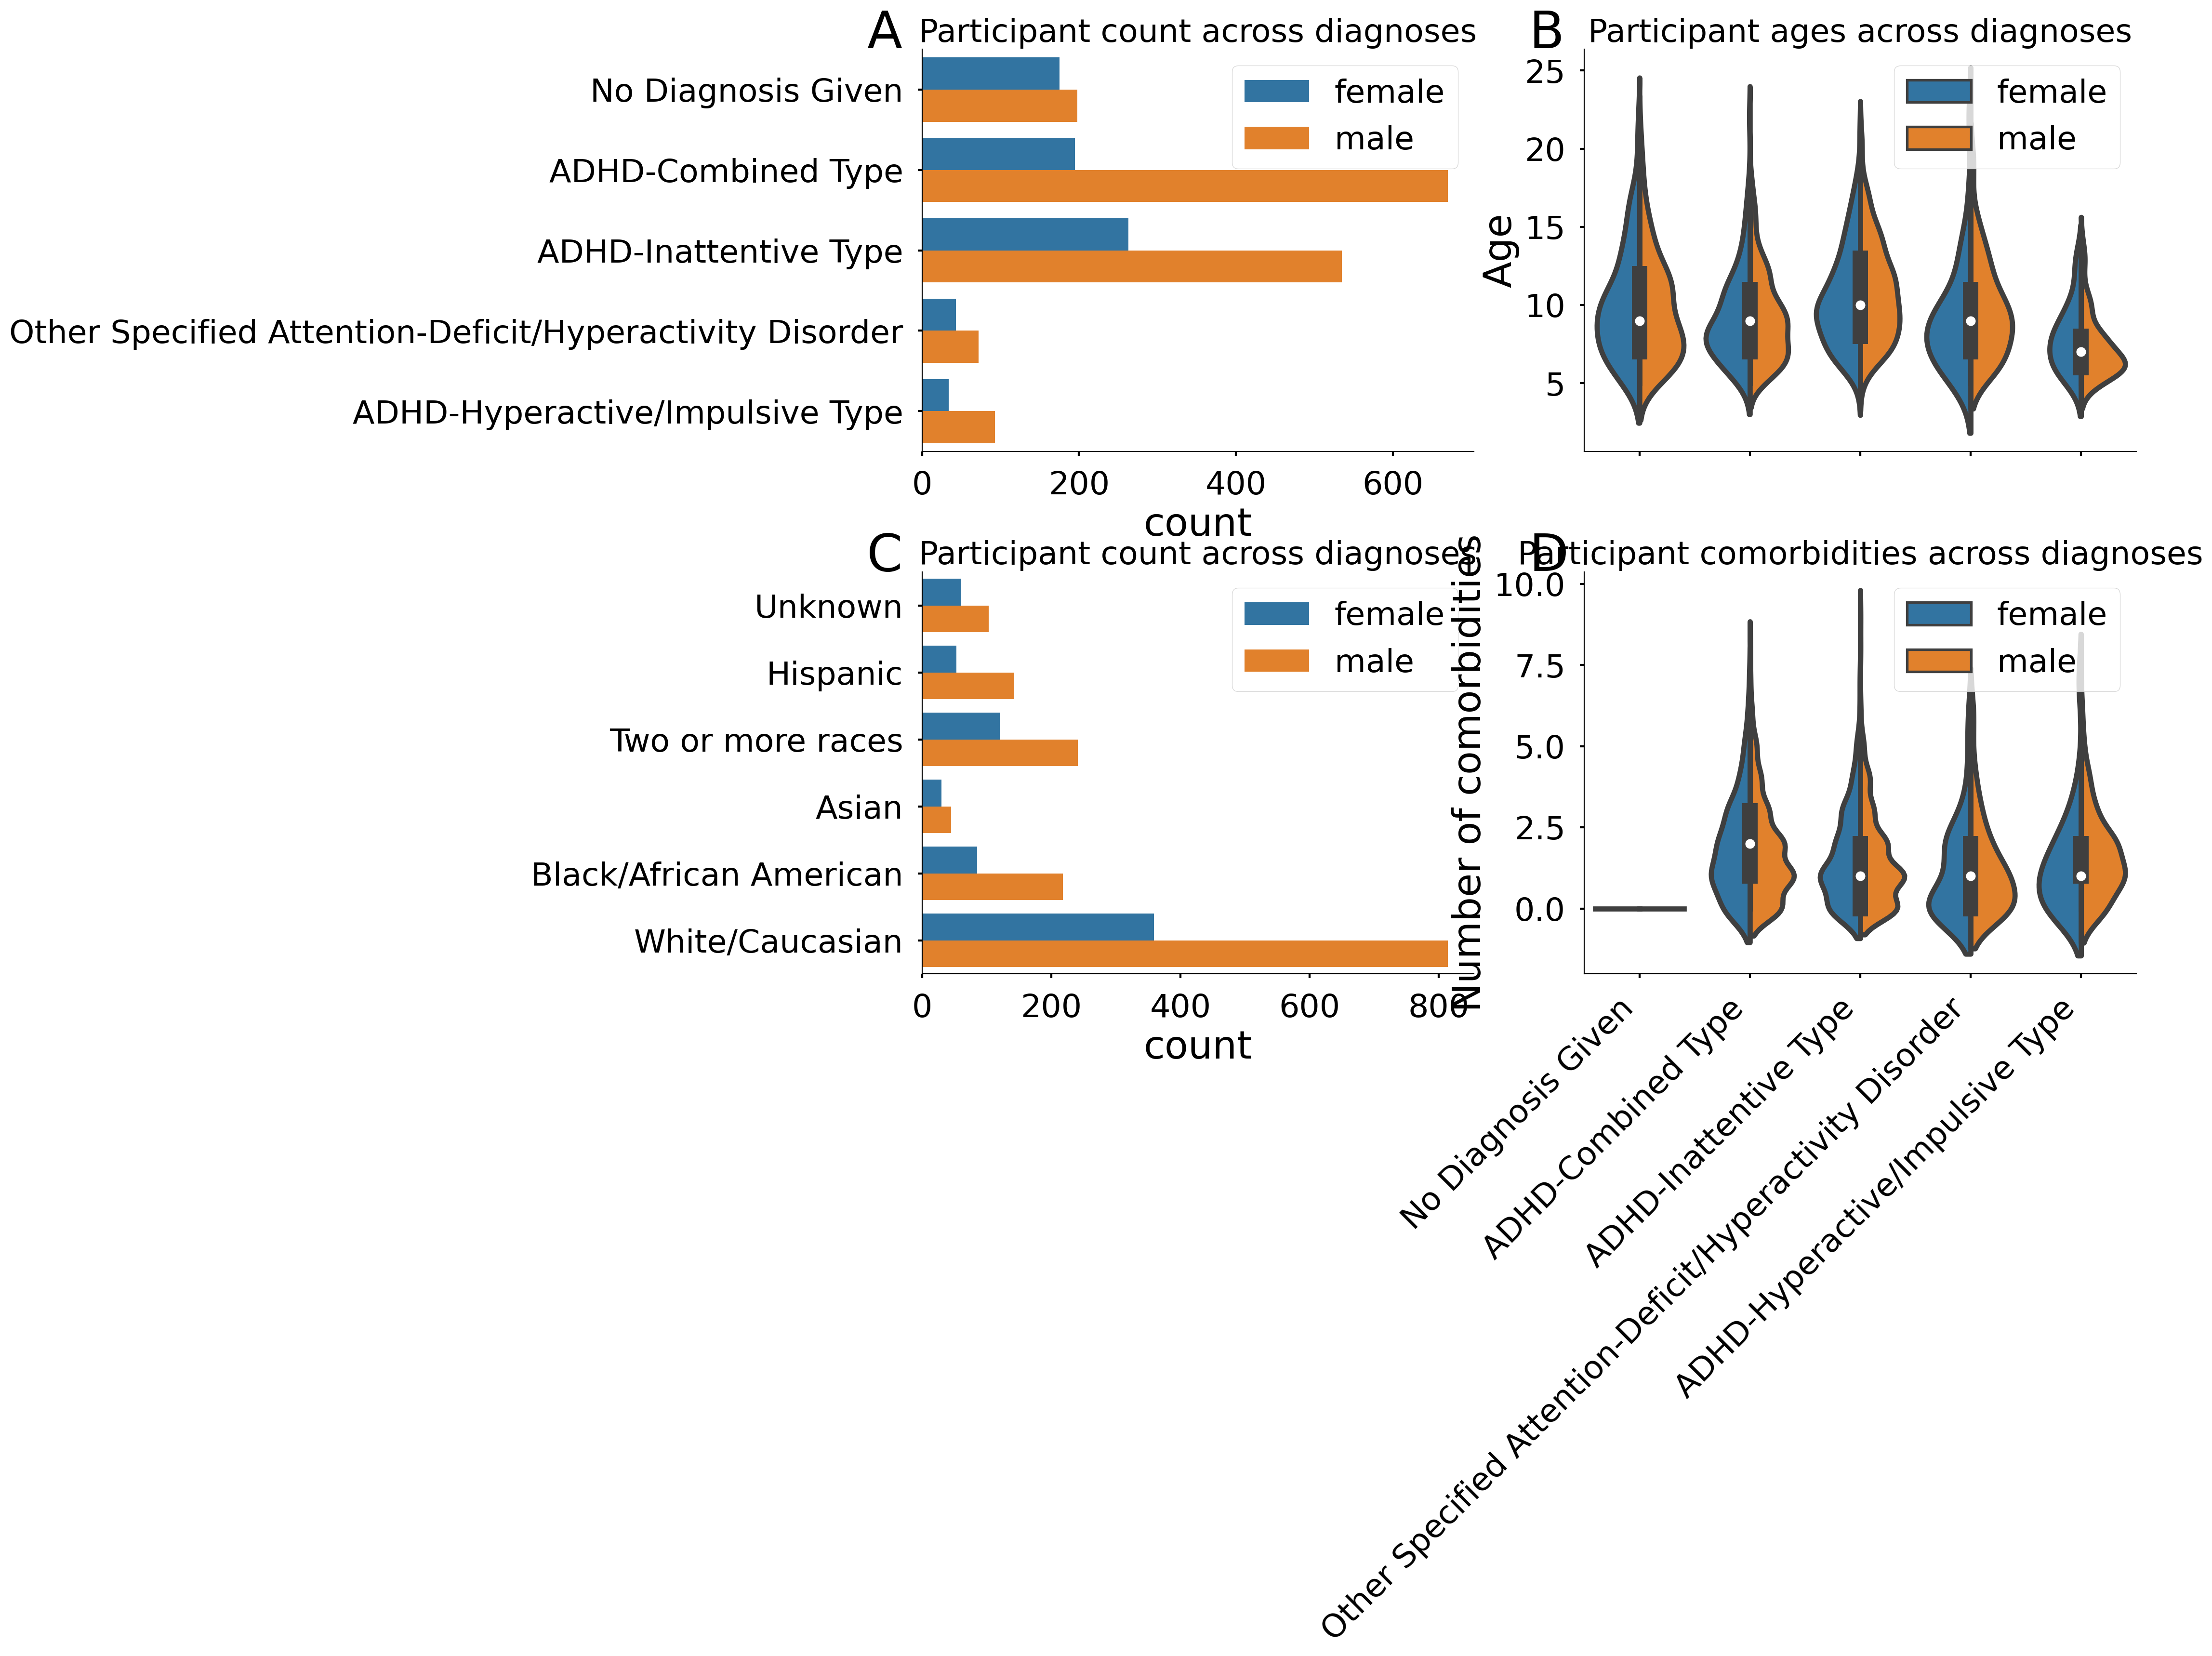 A Participant count across diagnoses
No Diagnosis Given
ADHD-Combined Type
ADHD-Inattentive Type
Other Specified Attention-Deficit/Hyperactivity Disorder
ADHD-Hyperactive/Impulsive Type
female
male
0 200 400 600
count
B Participant ages across diagnoses
Age
25
20
15
10
5
female
male
C Participant count across diagnoses
Unknown
Hispanic
Two or more races
Asian
Black/African American
White/Caucasian
female
male
0 200 400 600 800
count
D Participant comorbidities across diagnoses
Number of comorbidities
10.0
7.5
5.0
2.5
0.0
female
male
No Diagnosis Given
ADHD-Combined Type
ADHD-Inattentive Type
Other Specified Attention-Deficit/Hyperactivity Disorder
ADHD-Hyperactive/Impulsive Type